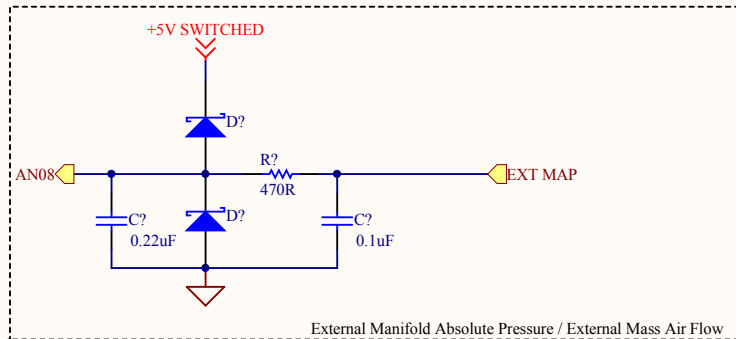 +5V SWITCHED
D?
AN08
R?
470R
EXT MAP
C?
0.22uF
D?
C?
0.1uF
External Manifold Absolute Pressure / External Mass Air Flow